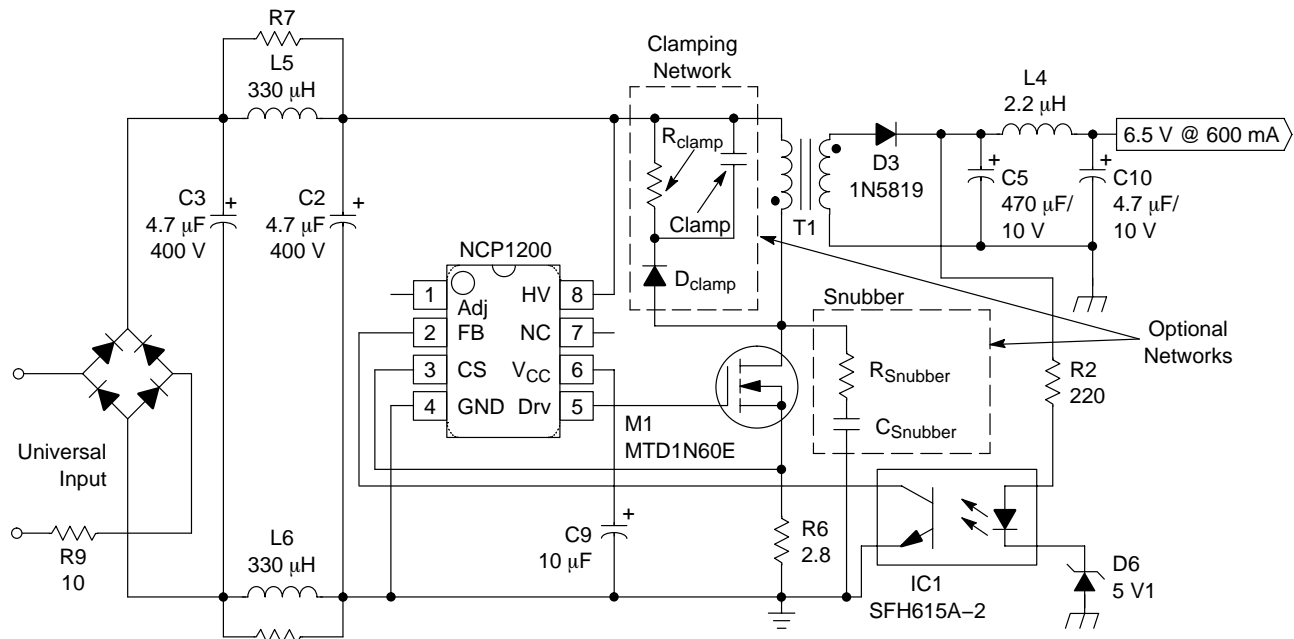 R7
L5
330 μH
Clamping
Network
L4
2.2 μH
6.5 V @ 600 mA
Rclamp
D3
1N5819
C3
4.7 μF
400 V
+
C2
4.7 μF
400 V
+
Clamp
T1
+
C5
470 μF/
10 V
+
C10
4.7 μF/
10 V
NCP1200
1
Adj
HV
8
2
FB
NC
7
3
CS
VCC
6
4
GND
Drv
5
Dclamp
Snubber
Optional
Networks
RSnubber
CSnubber
R2
220
M1
MTD1N60E
Universal
Input
R9
10
L6
330 μH
C9
10 μF
+
R6
2.8
IC1
SFH615A−2
D6
5 V1